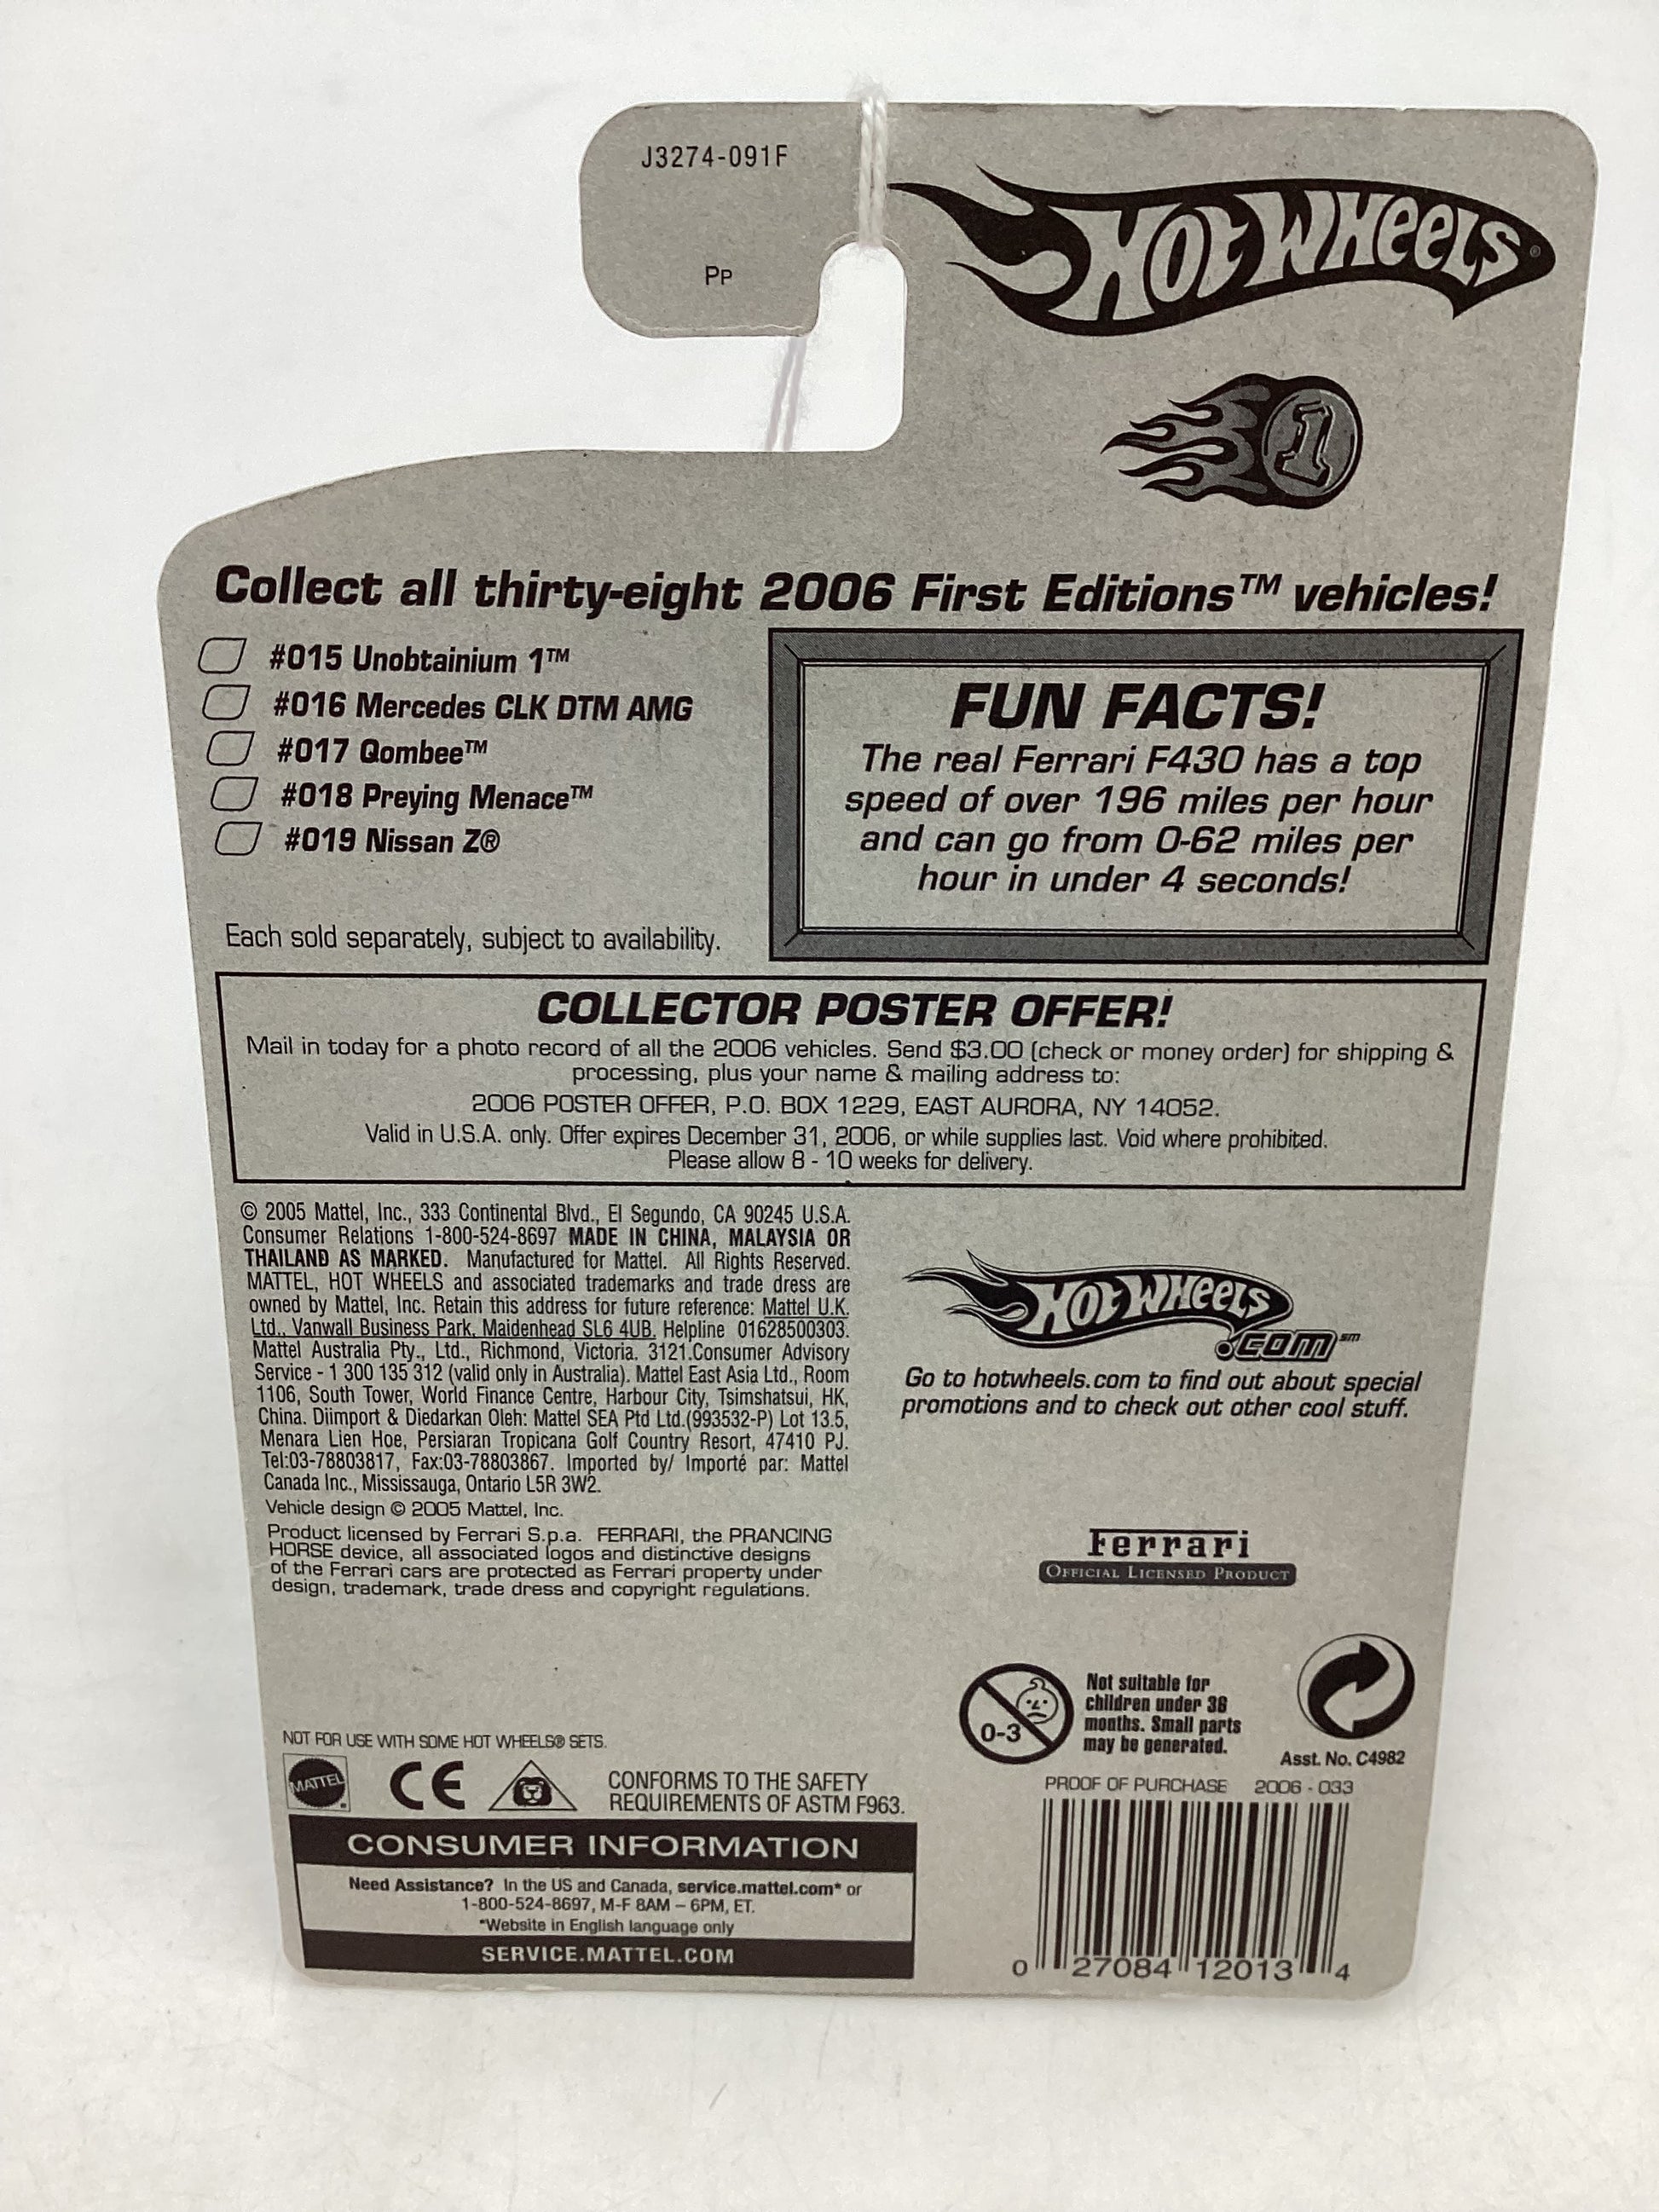 J3274-091F
PP
HOT WHEELS®
1
Collect all thirty-eight 2006 First Editions™ vehicles!
#015 Unobtainium 1™
#016 Mercedes CLK DTM AMG
#017 Qombee™
#018 Preying Menace™
#019 Nissan Z®
Each sold separately, subject to availability.
FUN FACTS!
The real Ferrari F430 has a top
speed of over 196 miles per hour
and can go from 0-62 miles per
hour in under 4 seconds!
COLLECTOR POSTER OFFER!
Mail in today for a photo record of all the 2006 vehicles. Send $3.00 (check or money order) for shipping &
processing, plus your name & mailing address to:
2006 POSTER OFFER, P.O. BOX 1229, EAST AURORA, NY 14052.
Valid in U.S.A. only. Offer expires December 31, 2006, or while supplies last. Void where prohibited.
Please allow 8 - 10 weeks for delivery.
© 2005 Mattel, Inc., 333 Continental Blvd., El Segundo, CA 90245 U.S.A.
Consumer Relations 1-800-524-8697 MADE IN CHINA, MALAYSIA OR
THAILAND AS MARKED. Manufactured for Mattel. All Rights Reserved.
MATTEL, HOT WHEELS and associated trademarks and trade dress are
owned by Mattel, Inc. Retain this address for future reference: Mattel U.K.
Ltd., Vanwall Business Park, Maidenhead SL6 4UB. Helpline 01628500303.
Mattel Australia Pty., Ltd., Richmond, Victoria. 3121.Consumer Advisory
Service - 1 300 135 312 (valid only in Australia). Mattel East Asia Ltd., Room
1106, South Tower, World Finance Centre, Harbour City, Tsimshatsui, HK,
China. Diimport & Diedarkan Oleh: Mattel SEA Ptd Ltd.(993532-P) Lot 13.5,
Menara Lien Hoe, Persiaran Tropicana Golf Country Resort, 47410 PJ.
Tel:03-78803817, Fax:03-78803867. Imported by/ Importé par: Mattel
Canada Inc., Mississauga, Ontario L5R 3W2.
Vehicle design © 2005 Mattel, Inc.
Product licensed by Ferrari S.p.a. FERRARI, the PRANCING
HORSE device, all associated logos and distinctive designs
of the Ferrari cars are protected as Ferrari property under
design, trademark, trade dress and copyright regulations.
HOT WHEELS
.COM℠
Go to hotwheels.com to find out about special
promotions and to check out other cool stuff.
Ferrari
OFFICIAL LICENSED PRODUCT
0-3
Not suitable for
children under 36
months. Small parts
may be generated.
Asst. No. C4982
NOT FOR USE WITH SOME HOT WHEELS® SETS.
MATTEL
CE
CONFORMS TO THE SAFETY
REQUIREMENTS OF ASTM F963.
CONSUMER INFORMATION
Need Assistance? In the US and Canada, service.mattel.com* or
1-800-524-8697, M-F 8AM – 6PM, ET.
*Website in English language only
SERVICE.MATTEL.COM
PROOF OF PURCHASE 2006 - 033
0 27084 12013 4